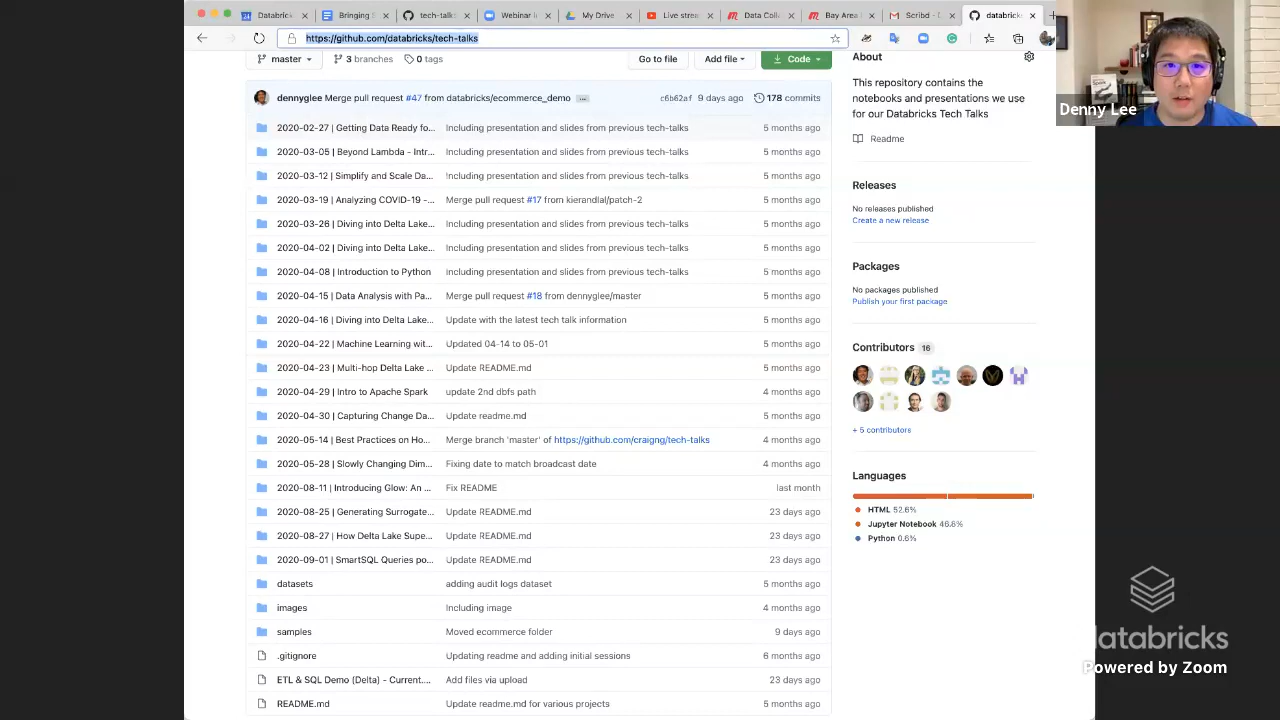 Databricks
Bringing
tech-talks
Webinar
My Drive
Live stre
Data Colla
Bay Area
Scribd - D
databricks
https://github.com/databricks/tech-talks
master
3 branches
0 tags
Go to file
Add file
Code
dennyglee Merge pull request #47 from databricks/ecommerce_demo ... c6b62af 9 days ago 178 commits
2020-02-27 | Getting Data Ready fo... Including presentation and slides from previous tech-talks 5 months ago
2020-03-05 | Beyond Lambda - Intr... Including presentation and slides from previous tech-talks 5 months ago
2020-03-12 | Simplify and Scale Da... Including presentation and slides from previous tech-talks 5 months ago
2020-03-19 | Analyzing COVID-19 -... Merge pull request #17 from kierandlal/patch-2 5 months ago
2020-03-26 | Diving into Delta Lake... Including presentation and slides from previous tech-talks 5 months ago
2020-04-02 | Diving into Delta Lake... Including presentation and slides from previous tech-talks 5 months ago
2020-04-08 | Introduction to Python Including presentation and slides from previous tech-talks 5 months ago
2020-04-15 | Data Analysis with Pa... Merge pull request #18 from dennyglee/master 5 months ago
2020-04-16 | Diving into Delta Lake... Update with the latest tech talk information 5 months ago
2020-04-22 | Machine Learning wit... Updated 04-14 to 05-01 5 months ago
2020-04-23 | Multi-hop Delta Lake ... Update README.md 5 months ago
2020-04-29 | Intro to Apache Spark update 2nd dbfs path 5 months ago
2020-04-30 | Capturing Change Da... Update readme.md 5 months ago
2020-05-14 | Best Practices on Ho... Merge branch 'master' of https://github.com/craigng/tech-talks 4 months ago
2020-05-28 | Slowly Changing Dim... Fixing date to match broadcast date 4 months ago
2020-08-11 | Introducing Glow: An ... Fix README last month
2020-08-25 | Generating Surrogate... Update README.md 23 days ago
2020-08-27 | How Delta Lake Supe... Update README.md 23 days ago
2020-09-01 | SmartSQL Queries po... Update README.md 23 days ago
datasets adding audit logs dataset 5 months ago
images Including image 4 months ago
samples Moved ecommerce folder 9 days ago
.gitignore Updating readme and adding initial sessions 6 months ago
ETL & SQL Demo (Delta) - Current.... Add files via upload 23 days ago
README.md Update readme.md for various projects 5 months ago
About
This repository contains the
notebooks and presentations we use
for our Databricks Tech Talks
Readme
Releases
No releases published
Create a new release
Packages
No packages published
Publish your first package
Contributors 16
+ 5 contributors
Languages
HTML 52.6%
Jupyter Notebook 46.8%
Python 0.6%
Denny Lee
databricks
Powered by Zoom